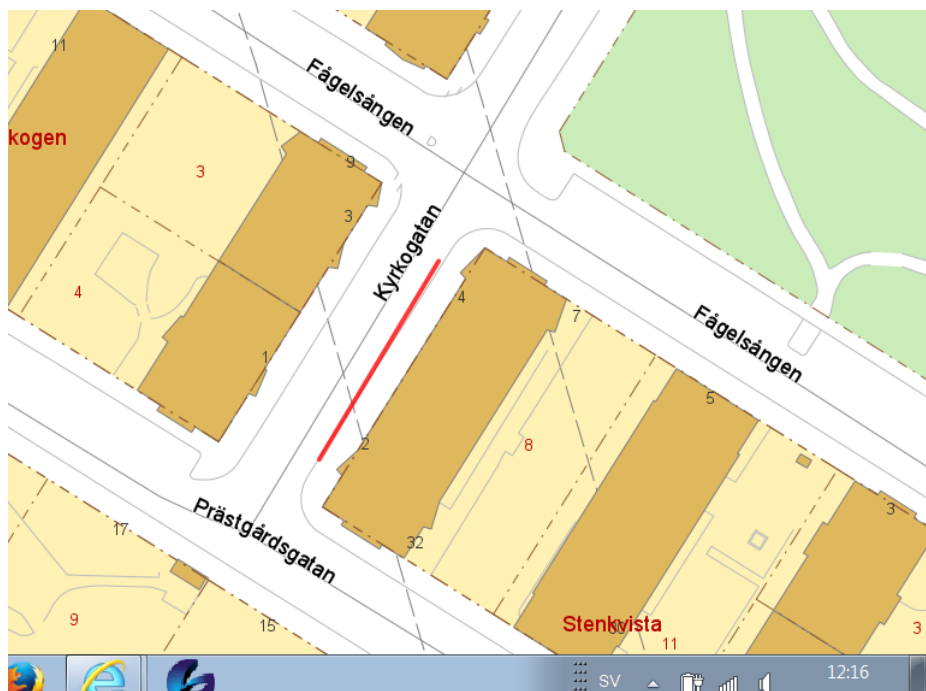 11
Fågelsången
kogen
3
9
3
Kyrkogatan
4
4
7
Fågelsången
1
5
2
8
3
Prästgårdsgatan
17
32
Stenkvista
11
3
9
15
SV
12:16